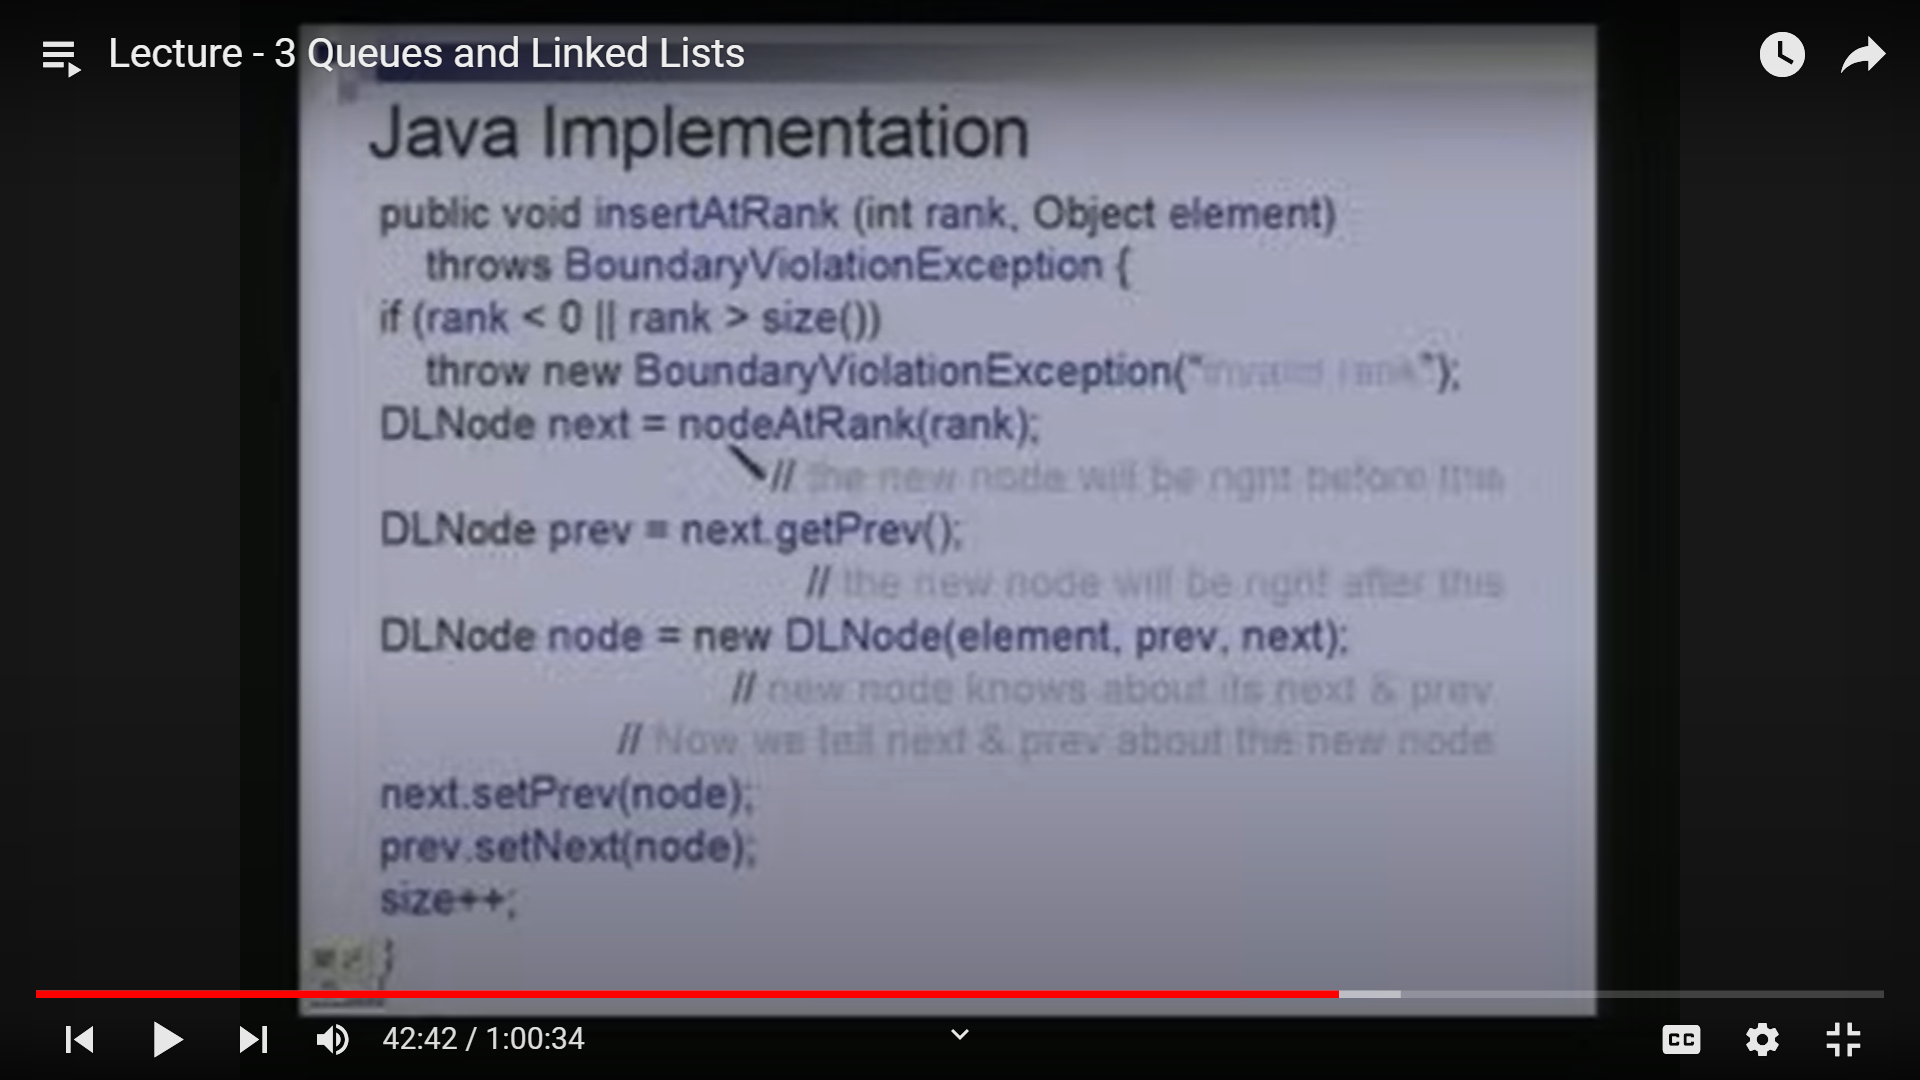 Lecture - 3 Queues and Linked Lists
Java Implementation
public void insertAtRank (int rank, Object element)
throws BoundaryViolationException {
if (rank < 0 || rank > size())
throw new BoundaryViolationException("invalid rank");
DLNode next = nodeAtRank(rank);
// the new node will be right before this
DLNode prev = next.getPrev();
// the new node will be right after this
DLNode node = new DLNode(element, prev, next);
// new node knows about its next & prev
// Now we tell next & prev about the new node
next.setPrev(node);
prev.setNext(node);
size++;
}
42:42 / 1:00:34
CC